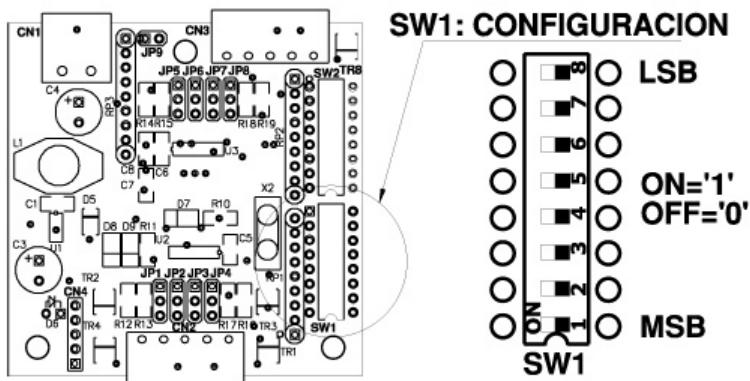 SW1: CONFIGURACION
CN1
CN3
JP9
JP5 JP6 JP7 JP8
SW2
TR8
C4
RP3
R14 R15
R18 R19
RP2
U3
L1
C8
C6
C7
X2
C1
D5
D7
R10
D8 D9 R11
U2
C5
U1
C3
TR2
JP1 JP2 JP3 JP4
RP1
CN4
D6
TR4
R12 R13
CN2
R17
TR3
SW1
TR1
8
7
6
5
4
3
2
1
ON
LSB
ON='1'
OFF='0'
MSB
SW1